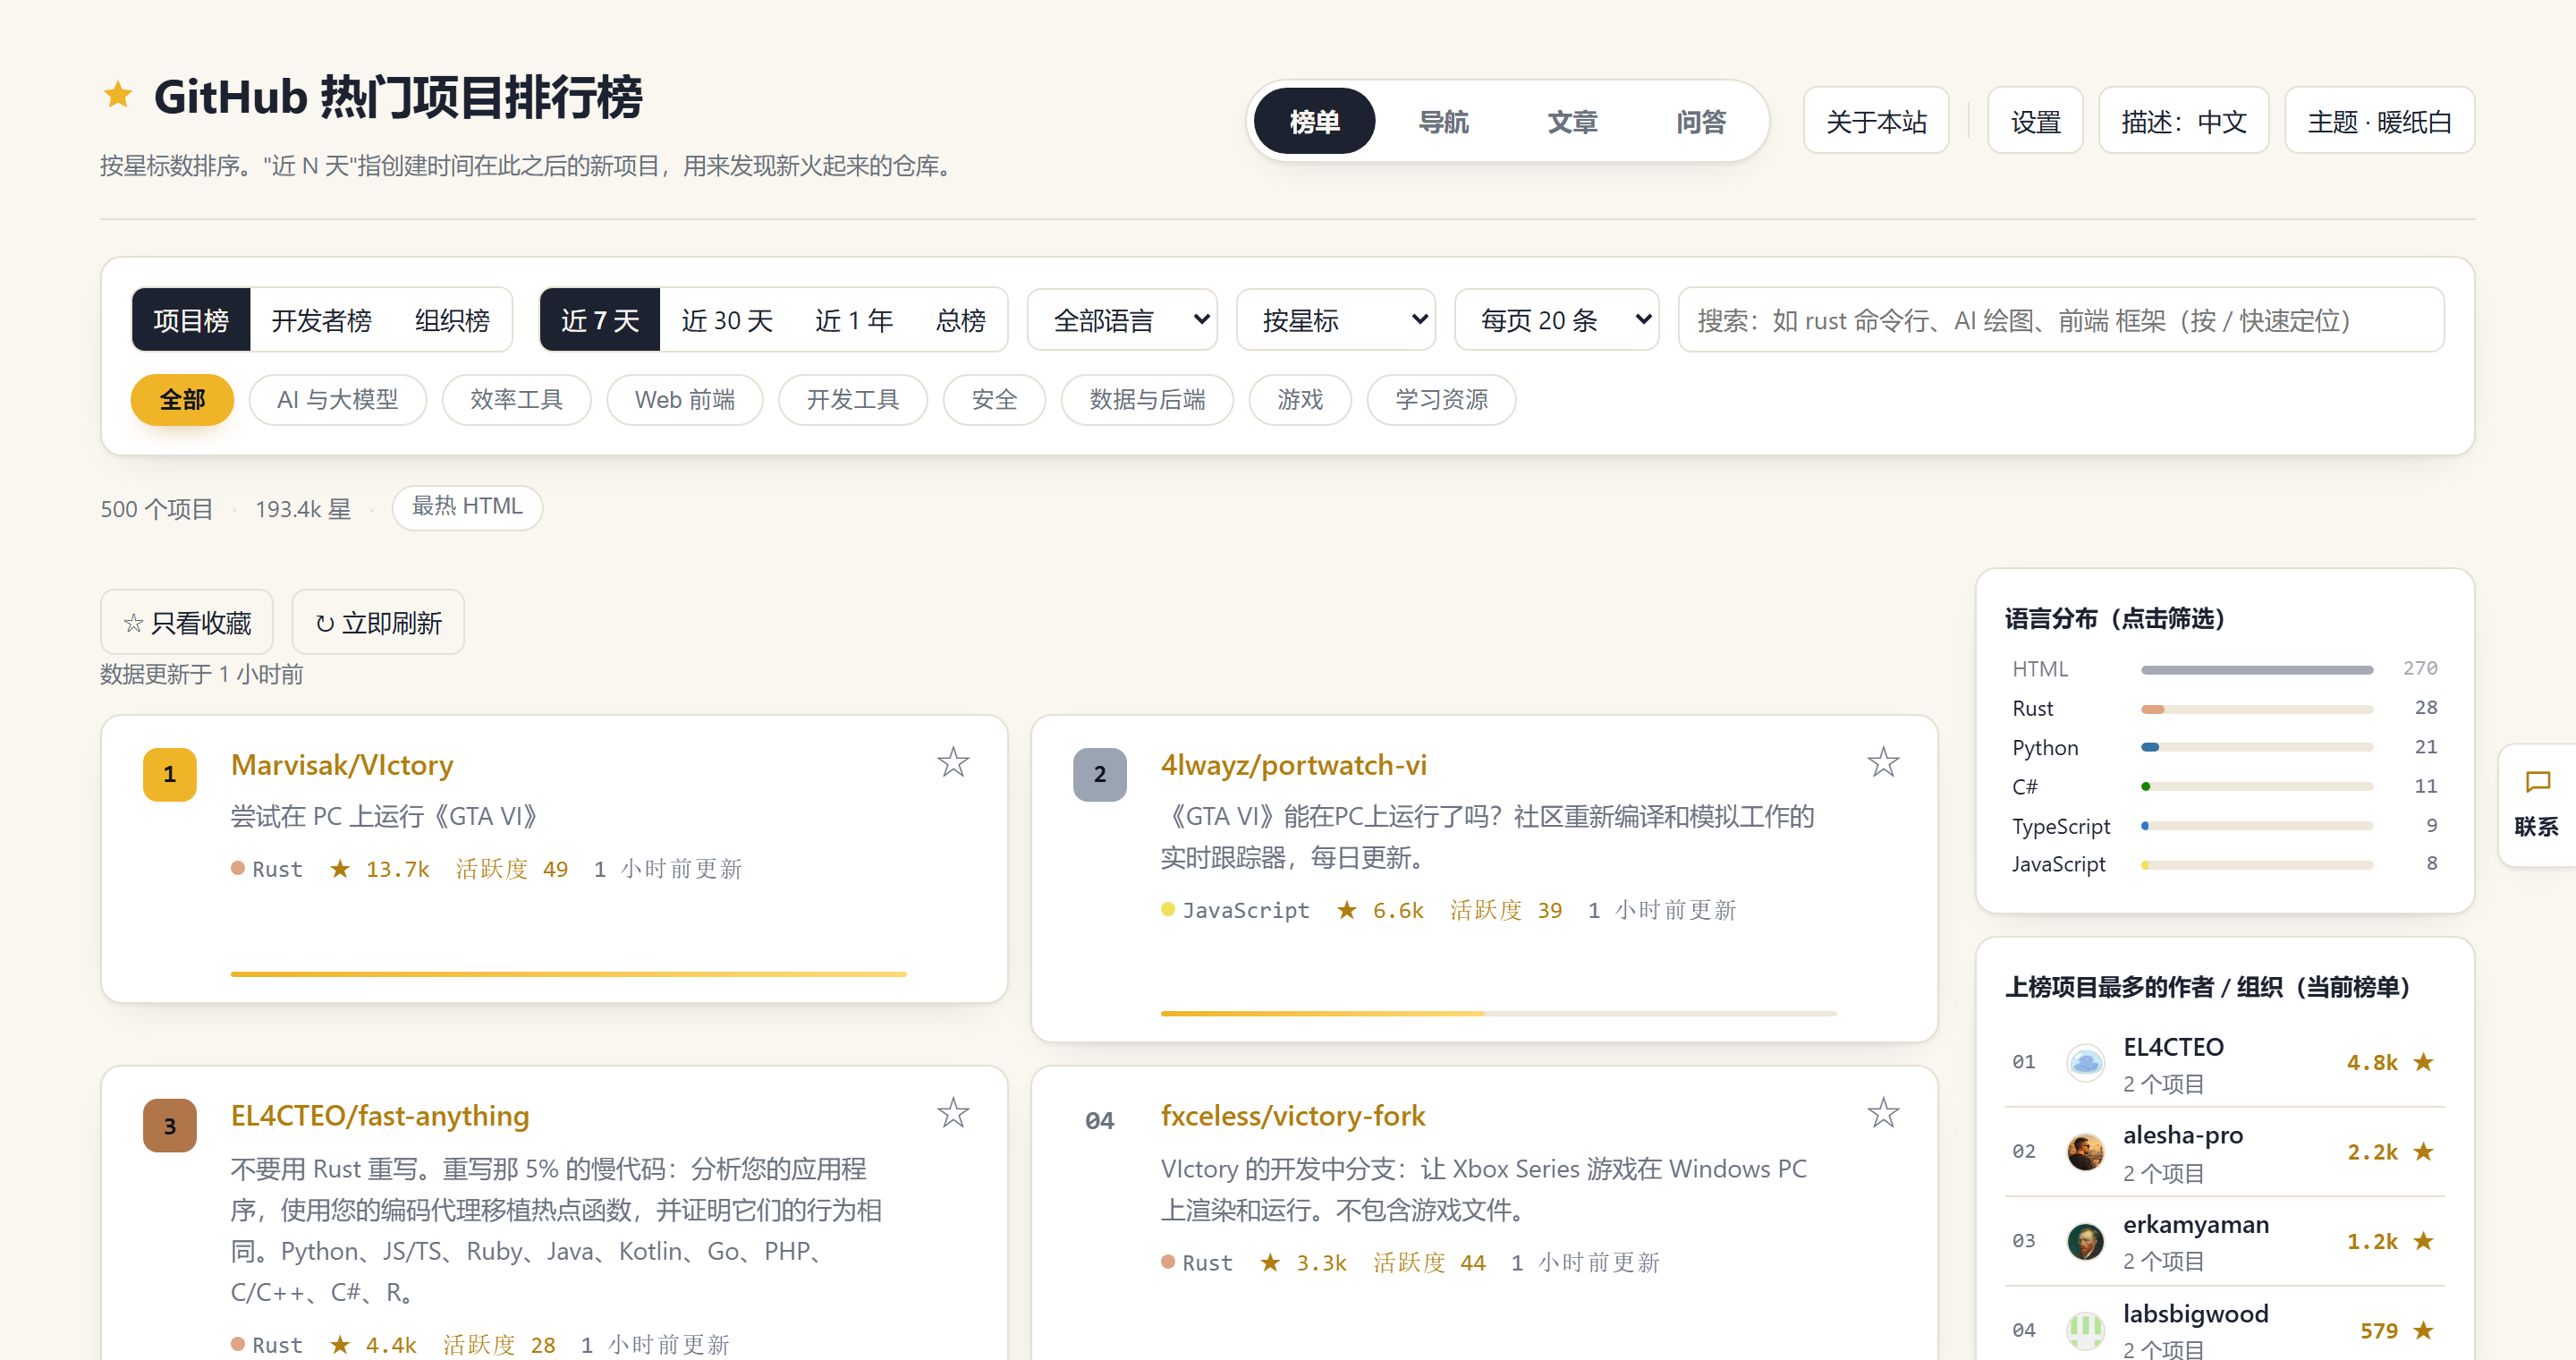 GitHub 热门项目排行榜
按星标数排序。"近 N 天"指创建时间在此之后的新项目，用来发现新火起来的仓库。
榜单 导航 文章 问答 关于本站 设置 描述：中文 主题 · 暖纸白
项目榜 开发者榜 组织榜 近 7 天 近 30 天 近 1 年 总榜 全部语言 按星标 每页 20 条 搜索：如 rust 命令行、AI 绘图、前端 框架（按 / 快速定位）
全部 AI 与大模型 效率工具 Web 前端 开发工具 安全 数据与后端 游戏 学习资源
500 个项目 · 193.4k 星 · 最热 HTML
☆ 只看收藏 ↻ 立即刷新
数据更新于 1 小时前
1 Marvisak/VIctory ☆
尝试在 PC 上运行《GTA VI》
Rust ★ 13.7k 活跃度 49 1 小时前更新
2 4lwayz/portwatch-vi ☆
《GTA VI》能在PC上运行了吗？社区重新编译和模拟工作的
实时跟踪器，每日更新。
JavaScript ★ 6.6k 活跃度 39 1 小时前更新
3 EL4CTEO/fast-anything ☆
不要用 Rust 重写。重写那 5% 的慢代码：分析您的应用程
序，使用您的编码代理移植热点函数，并证明它们的行为相
同。Python、JS/TS、Ruby、Java、Kotlin、Go、PHP、
C/C++、C#、R。
Rust ★ 4.4k 活跃度 28 1 小时前更新
04 fxceless/victory-fork ☆
VIctory 的开发中分支：让 Xbox Series 游戏在 Windows PC
上渲染和运行。不包含游戏文件。
Rust ★ 3.3k 活跃度 44 1 小时前更新
语言分布（点击筛选）
HTML 270
Rust 28
Python 21
C# 11
TypeScript 9
JavaScript 8
上榜项目最多的作者 / 组织（当前榜单）
01 EL4CTEO 4.8k ★
2 个项目
02 alesha-pro 2.2k ★
2 个项目
03 erkamyaman 1.2k ★
2 个项目
04 labsbigwood 579 ★
2 个项目
联系